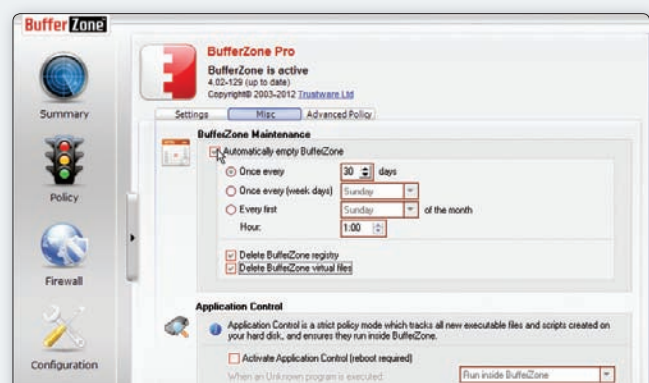 BufferZone
BufferZone Pro
BufferZone is active
4.02-129 (up to date)
Copyright© 2003-2012 Trustware Ltd
Summary
Settings Misc Advanced Policy
BufferZone Maintenance
Automatically empty BufferZone
Once every 30 days
Policy
Once every (week days) Sunday
Every first Sunday of the month
Hour: 1:00
Delete BufferZone registry
Delete BufferZone virtual files
Firewall
Application Control
Application Control is a strict policy mode which tracks all new executable files and scripts created on
your hard disk, and ensures they run inside BufferZone.
Configuration
Activate Application Control (reboot required)
When an Unknown program is executed: Run inside BufferZone